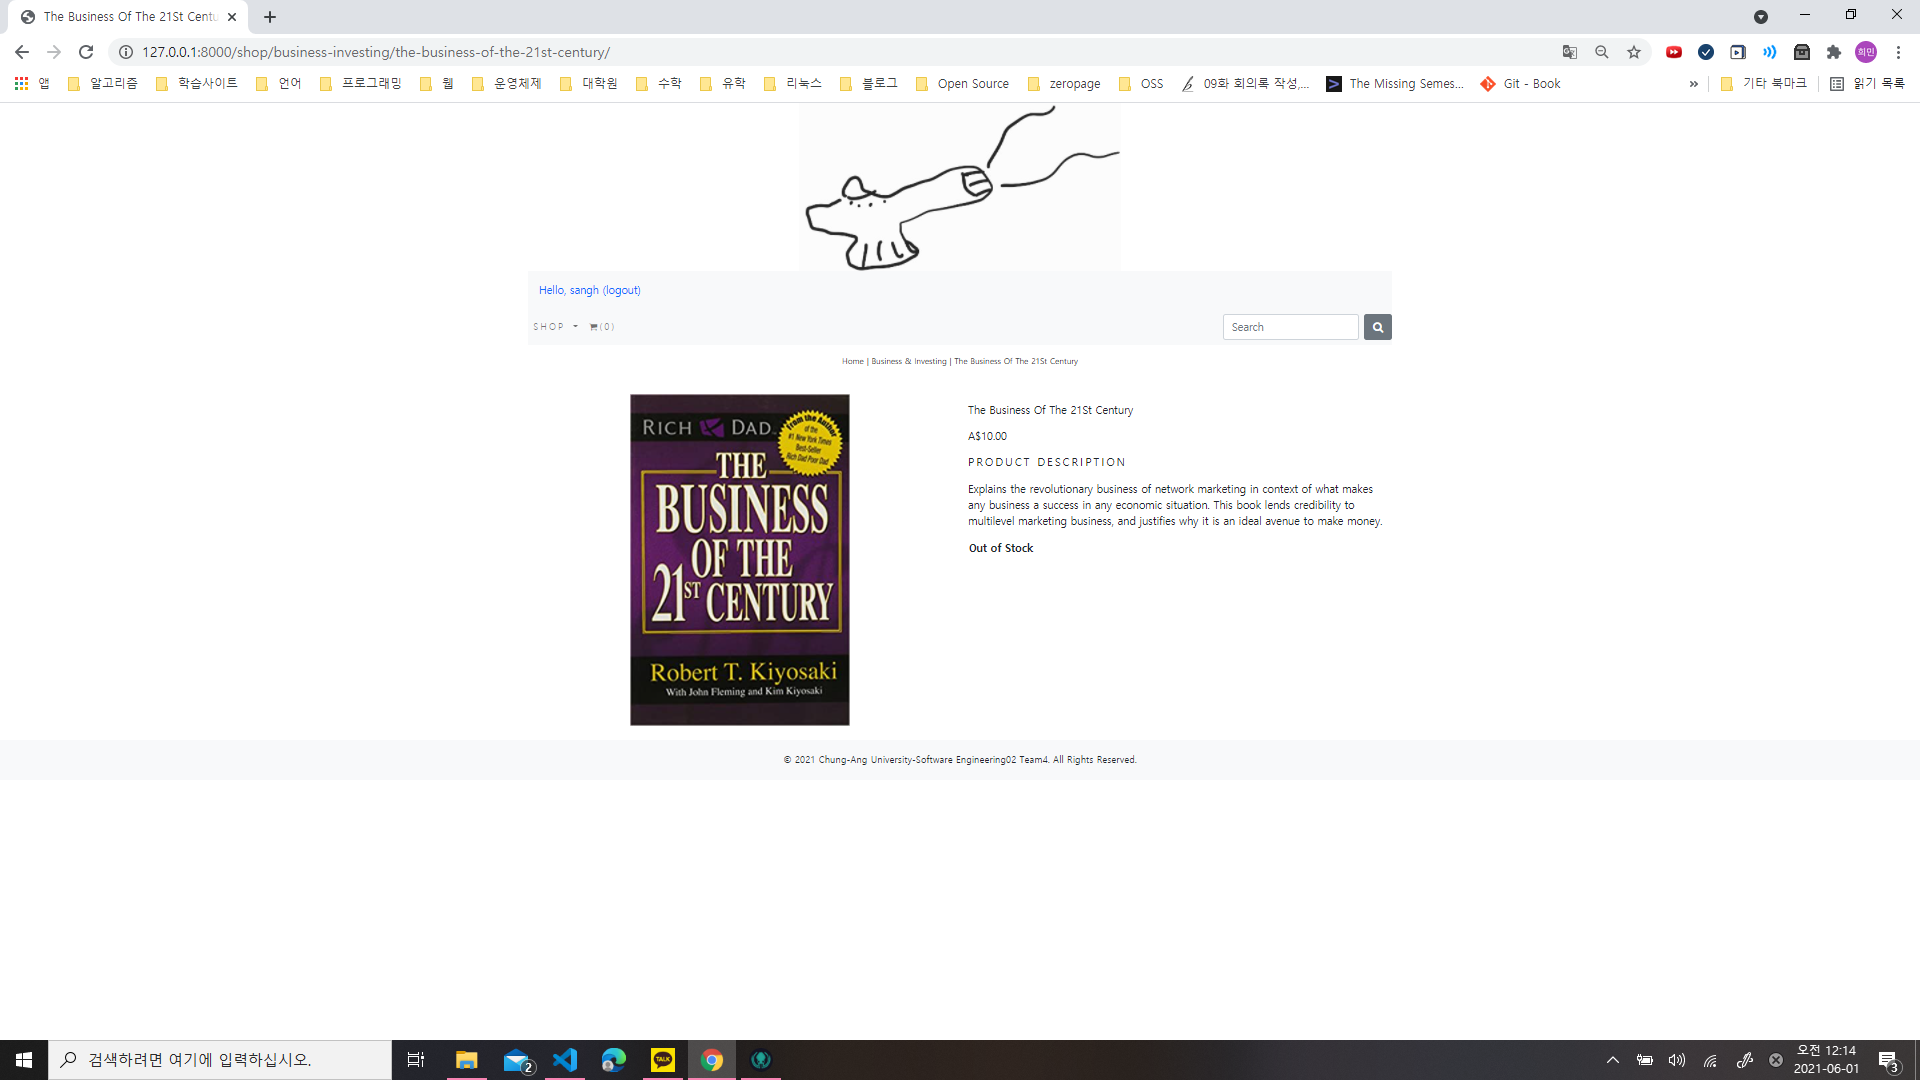 The Business Of The 21St Centu
127.0.0.1:8000/shop/business-investing/the-business-of-the-21st-century/
희민
앱 알고리즘 학습사이트 언어 프로그래밍 웹 운영체제 대학원 수학 유학 리눅스 블로그 Open Source zeropage OSS 09화 회의록 작성,... The Missing Semes... Git - Book » 기타 북마크 읽기 목록
Hello, sangh (logout)
SHOP (0) Search
Home | Business & Investing | The Business Of The 21St Century
RICH DAD
from the Author
of the
#1 New York Times
Best-Seller
Rich Dad Poor Dad
THE
BUSINESS
OF THE
21ST CENTURY
Robert T. Kiyosaki
With John Fleming and Kim Kiyosaki
The Business Of The 21St Century
A$10.00
PRODUCT DESCRIPTION
Explains the revolutionary business of network marketing in context of what makes
any business a success in any economic situation. This book lends credibility to
multilevel marketing business, and justifies why it is an ideal avenue to make money.
Out of Stock
© 2021 Chung-Ang University-Software Engineering02 Team4. All Rights Reserved.
검색하려면 여기에 입력하십시오.
2
TALK
오전 12:14
2021-06-01
3